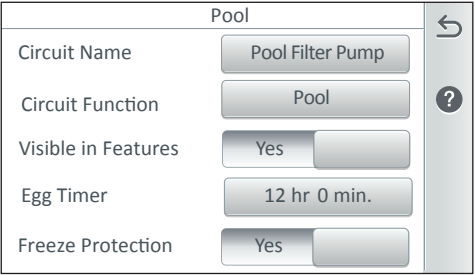 Pool
Circuit Name Pool Filter Pump
Circuit Function Pool
Visible in Features Yes
Egg Timer 12 hr 0 min.
Freeze Protection Yes
?